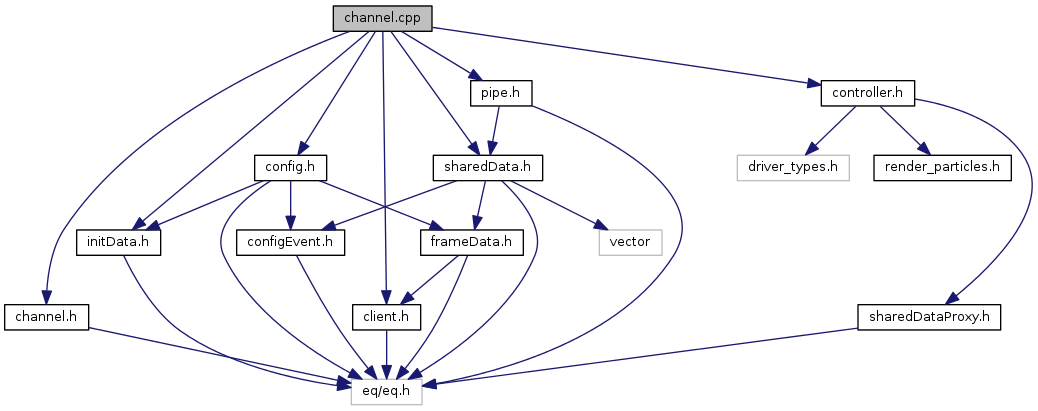 channel.cpp
pipe.h
controller.h
config.h
sharedData.h
driver_types.h
render_particles.h
initData.h
configEvent.h
frameData.h
vector
channel.h
client.h
sharedDataProxy.h
eq/eq.h